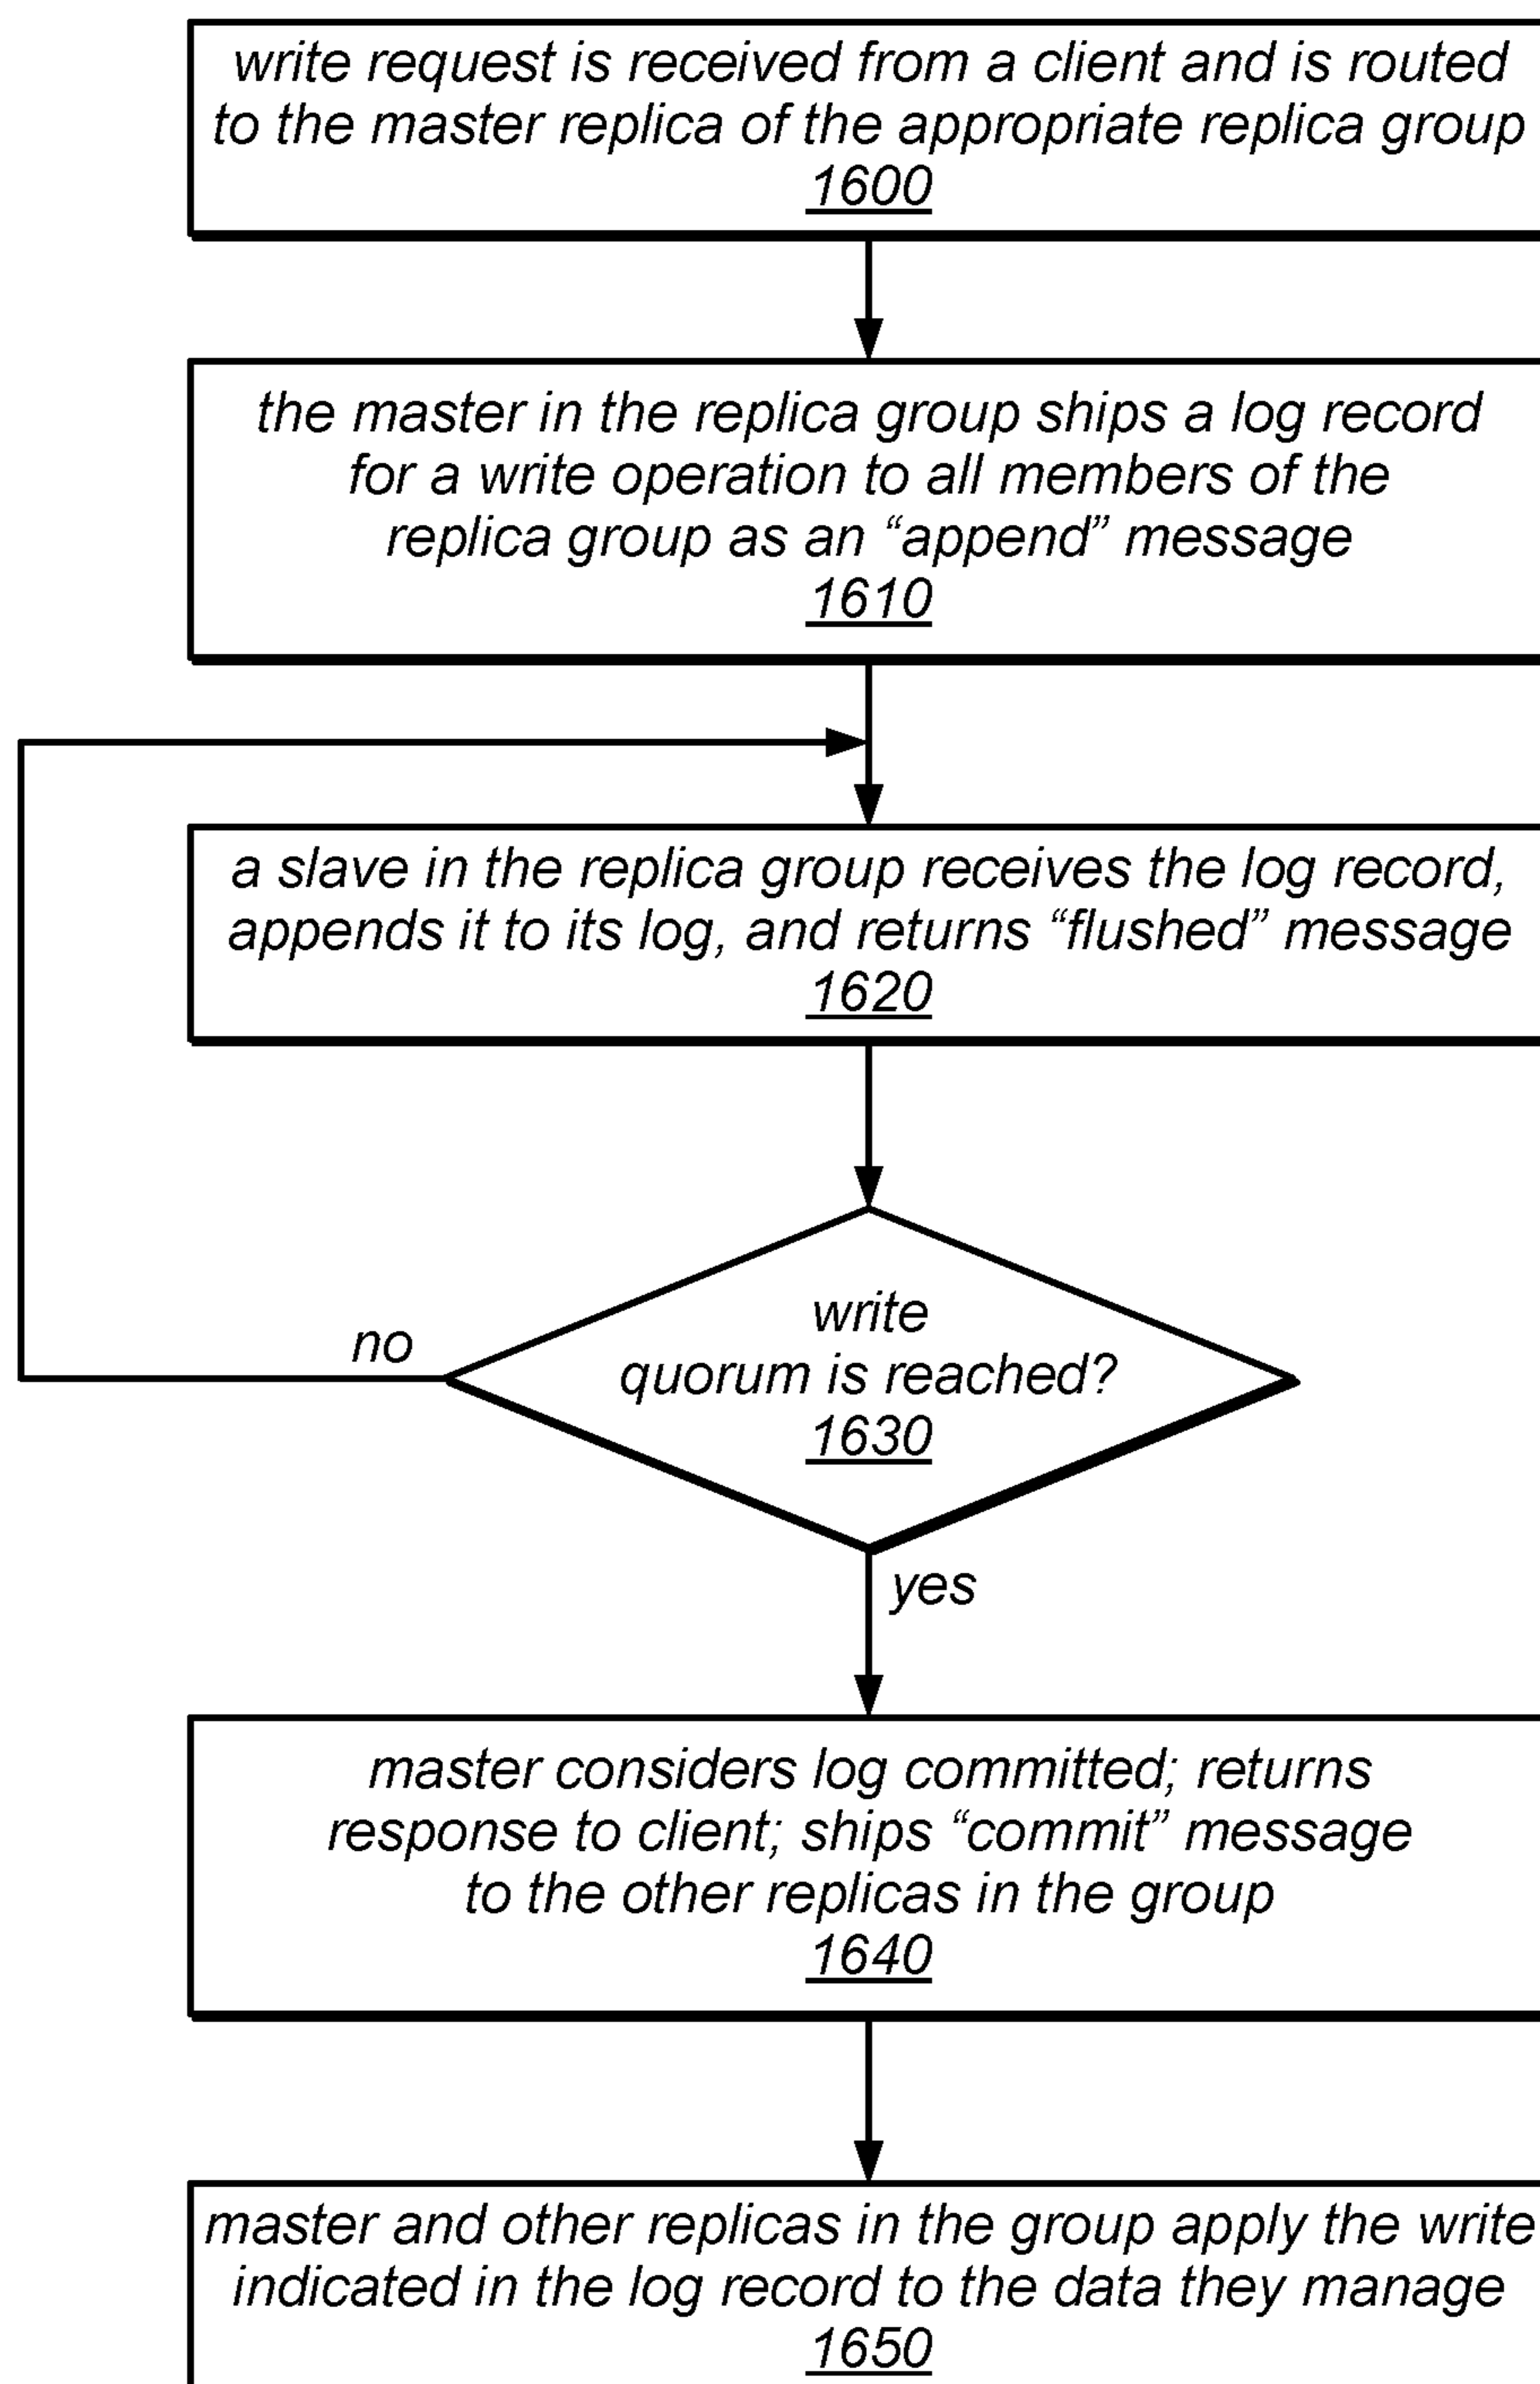 write request is received from a client and is routed
to the master replica of the appropriate replica group
1600
the master in the replica group ships a log record
for a write operation to all members of the
replica group as an “append” message
1610
a slave in the replica group receives the log record,
appends it to its log, and returns “flushed” message
1620
write
quorum is reached?
1630
no
yes
master considers log committed; returns
response to client; ships “commit” message
to the other replicas in the group
1640
master and other replicas in the group apply the write
indicated in the log record to the data they manage
1650